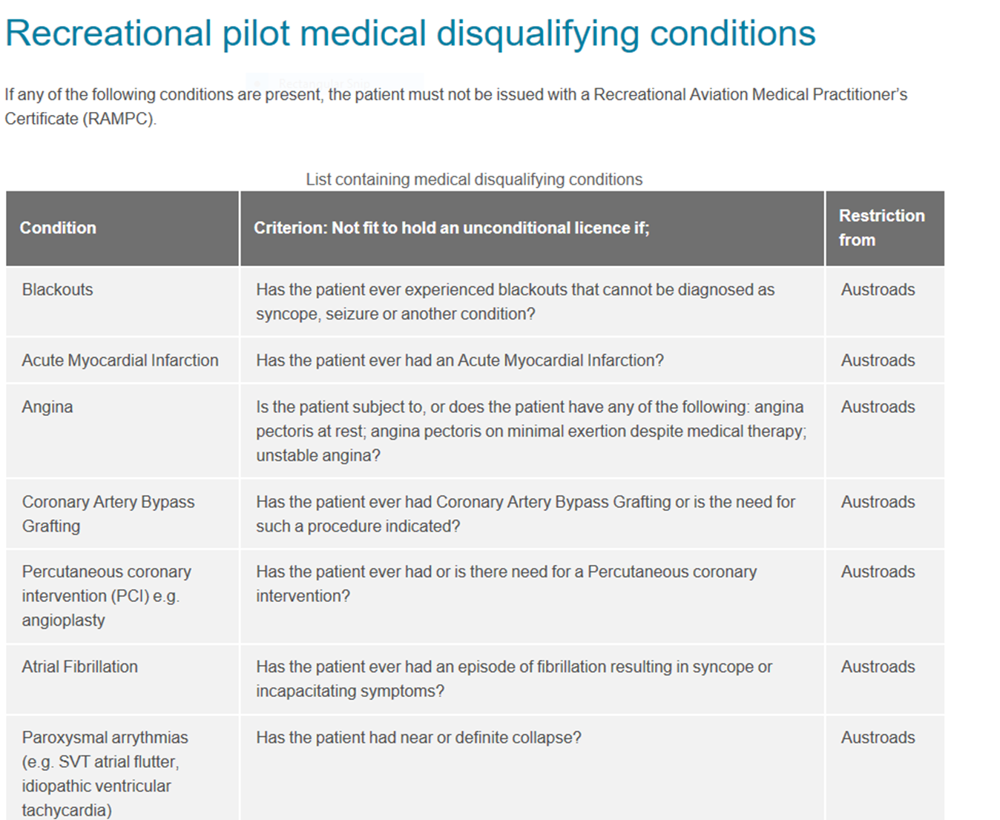 Recreational pilot medical disqualifying conditions
Rectangular Snip
If any of the following conditions are present, the patient must not be issued with a Recreational Aviation Medical Practitioner's
Certificate (RAMPC).
List containing medical disqualifying conditions
Condition
Criterion: Not fit to hold an unconditional licence if;
Restriction
from
Blackouts
Has the patient ever experienced blackouts that cannot be diagnosed as
syncope, seizure or another condition?
Austroads
Acute Myocardial Infarction
Has the patient ever had an Acute Myocardial Infarction?
Austroads
Angina
Is the patient subject to, or does the patient have any of the following: angina
pectoris at rest; angina pectoris on minimal exertion despite medical therapy;
unstable angina?
Austroads
Coronary Artery Bypass
Grafting
Has the patient ever had Coronary Artery Bypass Grafting or is the need for
such a procedure indicated?
Austroads
Percutaneous coronary
intervention (PCI) e.g.
angioplasty
Has the patient ever had or is there need for a Percutaneous coronary
intervention?
Austroads
Atrial Fibrillation
Has the patient ever had an episode of fibrillation resulting in syncope or
incapacitating symptoms?
Austroads
Paroxysmal arrythmias
(e.g. SVT atrial flutter,
idiopathic ventricular
tachycardia)
Has the patient had near or definite collapse?
Austroads